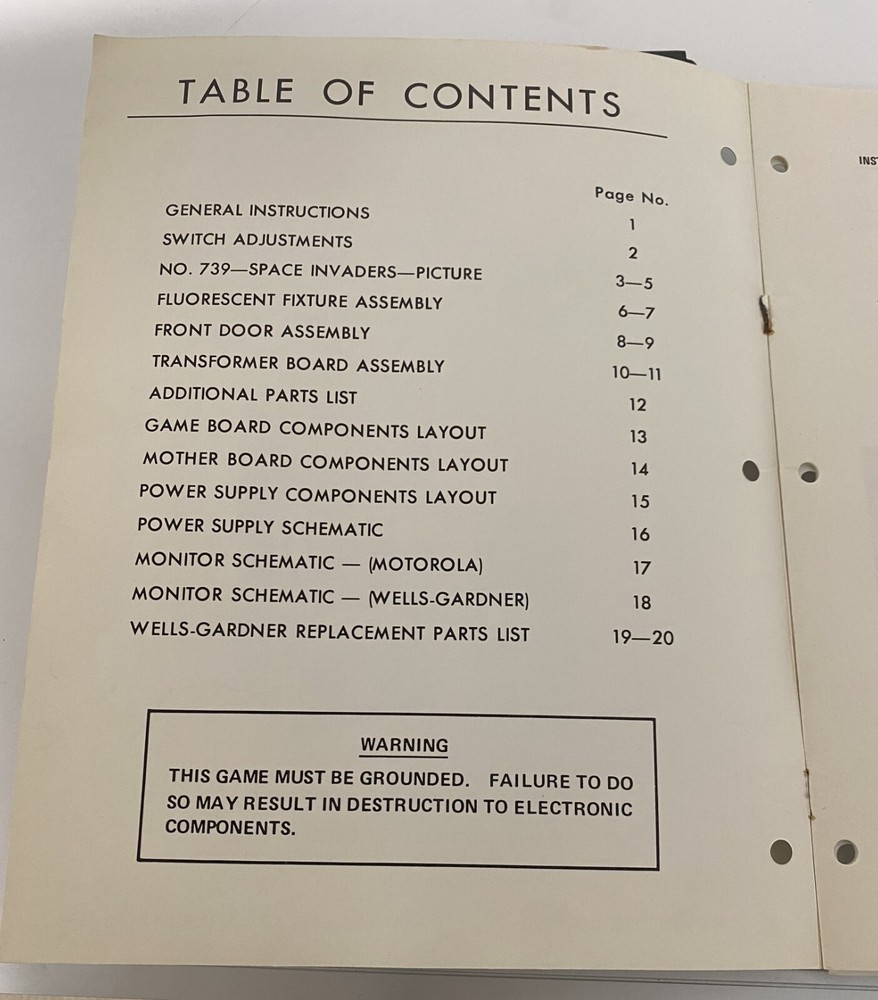 TABLE OF CONTENTS
Page No.
GENERAL INSTRUCTIONS 1
SWITCH ADJUSTMENTS 2
NO. 739—SPACE INVADERS—PICTURE 3—5
FLUORESCENT FIXTURE ASSEMBLY 6—7
FRONT DOOR ASSEMBLY 8—9
TRANSFORMER BOARD ASSEMBLY 10—11
ADDITIONAL PARTS LIST 12
GAME BOARD COMPONENTS LAYOUT 13
MOTHER BOARD COMPONENTS LAYOUT 14
POWER SUPPLY COMPONENTS LAYOUT 15
POWER SUPPLY SCHEMATIC 16
MONITOR SCHEMATIC — (MOTOROLA) 17
MONITOR SCHEMATIC — (WELLS-GARDNER) 18
WELLS-GARDNER REPLACEMENT PARTS LIST 19—20
WARNING
THIS GAME MUST BE GROUNDED. FAILURE TO DO
SO MAY RESULT IN DESTRUCTION TO ELECTRONIC
COMPONENTS.